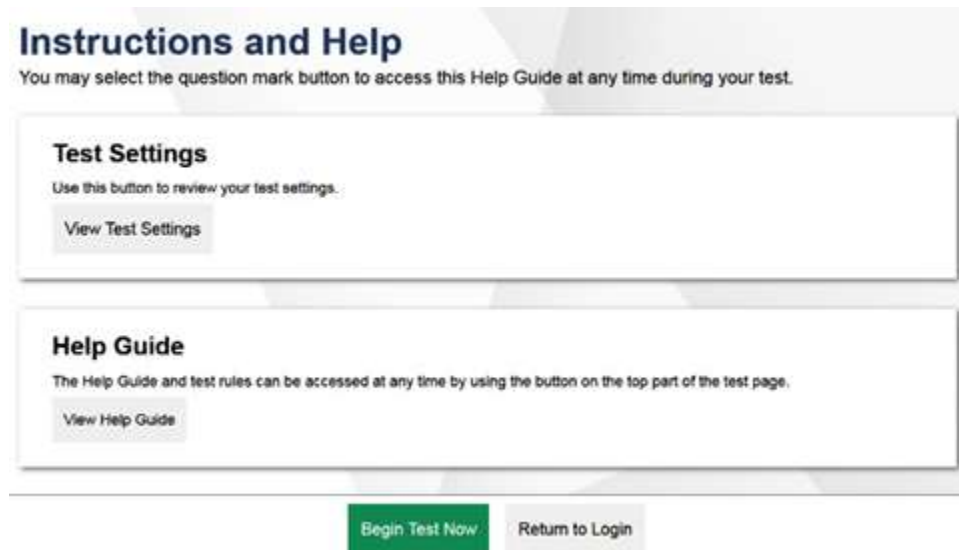 Instructions and Help
You may select the question mark button to access this Help Guide at any time during your test.
Test Settings
Use this button to review your test settings.
View Test Settings
Help Guide
The Help Guide and test rules can be accessed at any time by using the button on the top part of the test page.
View Help Guide
Begin Test Now Return to Login